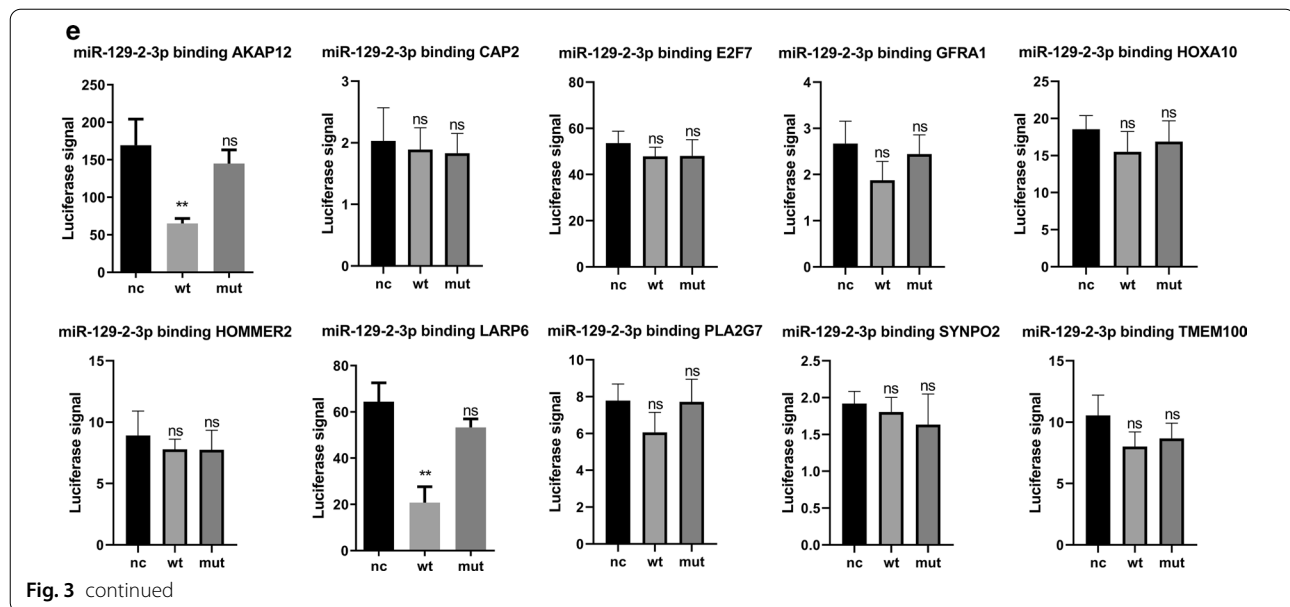 e
miR-129-2-3p binding AKAP12
Luciferase signal
250
200
150
100
50
0
**
ns
nc wt mut
miR-129-2-3p binding CAP2
Luciferase signal
3
2
1
0
ns
ns
nc wt mut
miR-129-2-3p binding E2F7
Luciferase signal
80
60
40
20
0
ns
ns
nc wt mut
miR-129-2-3p binding GFRA1
Luciferase signal
4
3
2
1
0
ns
ns
nc wt mut
miR-129-2-3p binding HOXA10
Luciferase signal
25
20
15
10
5
0
ns
ns
nc wt mut
miR-129-2-3p binding HOMMER2
Luciferase signal
15
10
5
0
ns
ns
nc wt mut
miR-129-2-3p binding LARP6
Luciferase signal
80
60
40
20
0
**
ns
nc wt mut
miR-129-2-3p binding PLA2G7
Luciferase signal
8
6
4
2
0
ns
ns
nc wt mut
miR-129-2-3p binding SYNPO2
Luciferase signal
2.5
2.0
1.5
1.0
0.5
0.0
ns
ns
nc wt mut
miR-129-2-3p binding TMEM100
Luciferase signal
15
10
5
0
ns
ns
nc wt mut
Fig. 3 continued